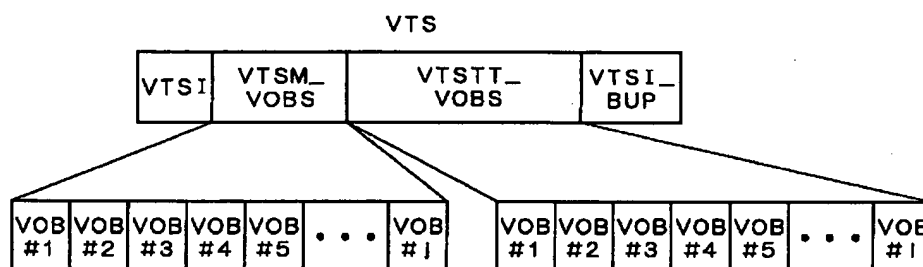 VTS
VTSI
VTSM_
VOBS
VTSTT_
VOBS
VTSI_
BUP
VOB
#1
VOB
#2
VOB
#3
VOB
#4
VOB
#5
• • •
VOB
#j
VOB
#1
VOB
#2
VOB
#3
VOB
#4
VOB
#5
• • •
VOB
#i